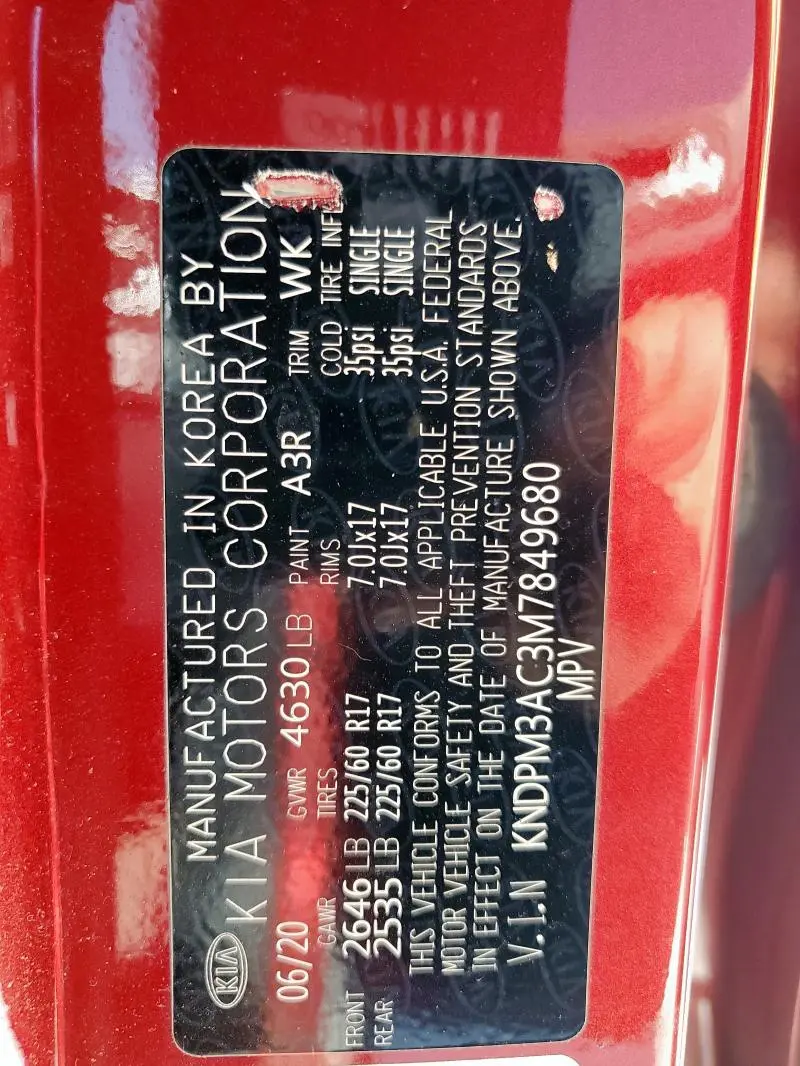 KIA
MANUFACTURED IN KOREA BY
KIA MOTORS CORPORATION
06/20 GVWR 4630 LB PAINT A3R TRIM WK
GAWR TIRES RIMS COLD TIRE INFL
FRONT 2646 LB 225/60 R17 7.0Jx17 35psi SINGLE
REAR 2535 LB 225/60 R17 7.0Jx17 35psi SINGLE
THIS VEHICLE CONFORMS TO ALL APPLICABLE U.S.A. FEDERAL
MOTOR VEHICLE SAFETY AND THEFT PREVENTION STANDARDS
IN EFFECT ON THE DATE OF MANUFACTURE SHOWN ABOVE.
V.I.N KNDPM3AC3M7849680
MPV